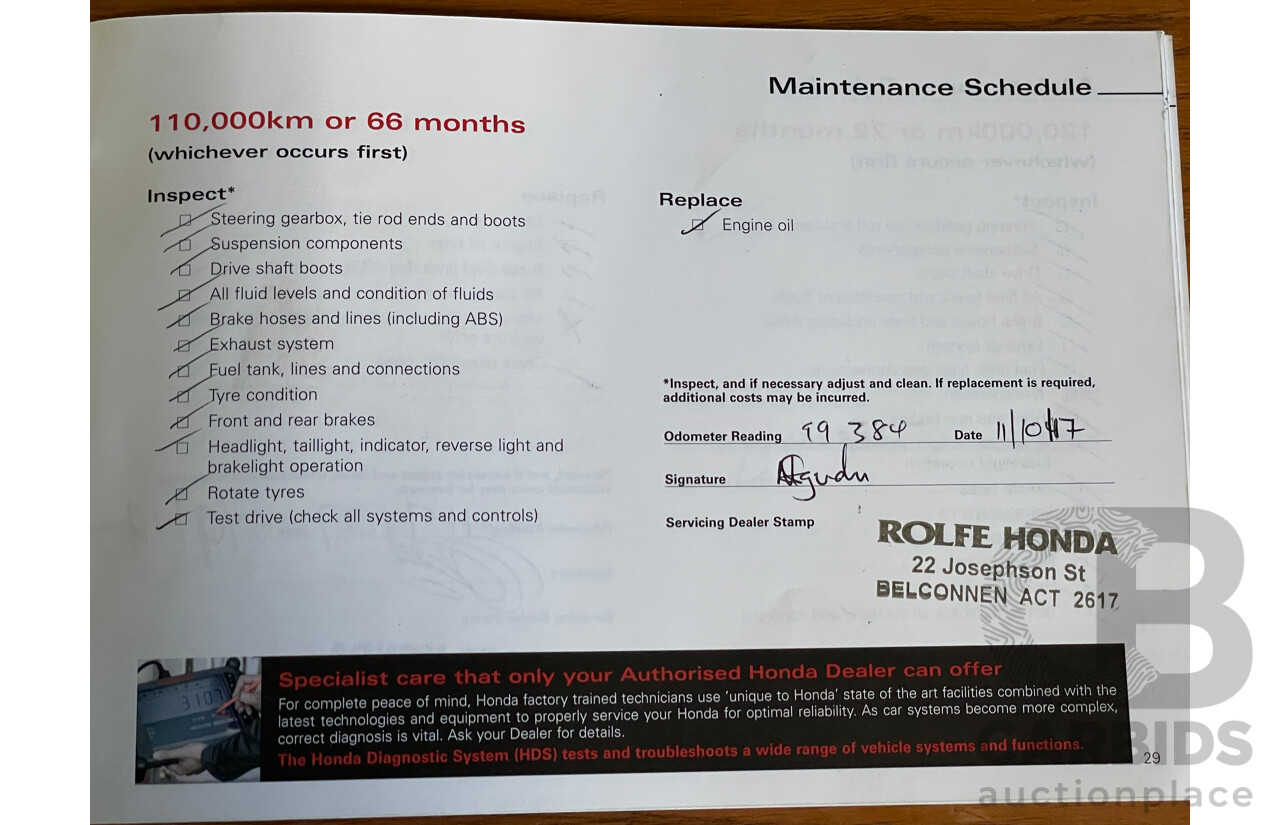 Maintenance Schedule
110,000km or 66 months
(whichever occurs first)
Inspect*
Steering gearbox, tie rod ends and boots
Suspension components
Drive shaft boots
All fluid levels and condition of fluids
Brake hoses and lines (including ABS)
Exhaust system
Fuel tank, lines and connections
Tyre condition
Front and rear brakes
Headlight, taillight, indicator, reverse light and
brakelight operation
Rotate tyres
Test drive (check all systems and controls)
Replace
Engine oil
*Inspect, and if necessary adjust and clean. If replacement is required,
additional costs may be incurred.
Odometer Reading 99 384 Date 11/10/17
Signature
Servicing Dealer Stamp
ROLFE HONDA
22 Josephson St
BELCONNEN ACT 2617
Specialist care that only your Authorised Honda Dealer can offer
For complete peace of mind, Honda factory trained technicians use 'unique to Honda' state of the art facilities combined with the
latest technologies and equipment to properly service your Honda for optimal reliability. As car systems become more complex,
correct diagnosis is vital. Ask your Dealer for details.
The Honda Diagnostic System (HDS) tests and troubleshoots a wide range of vehicle systems and functions.
29
CARBIDS
auctionplace